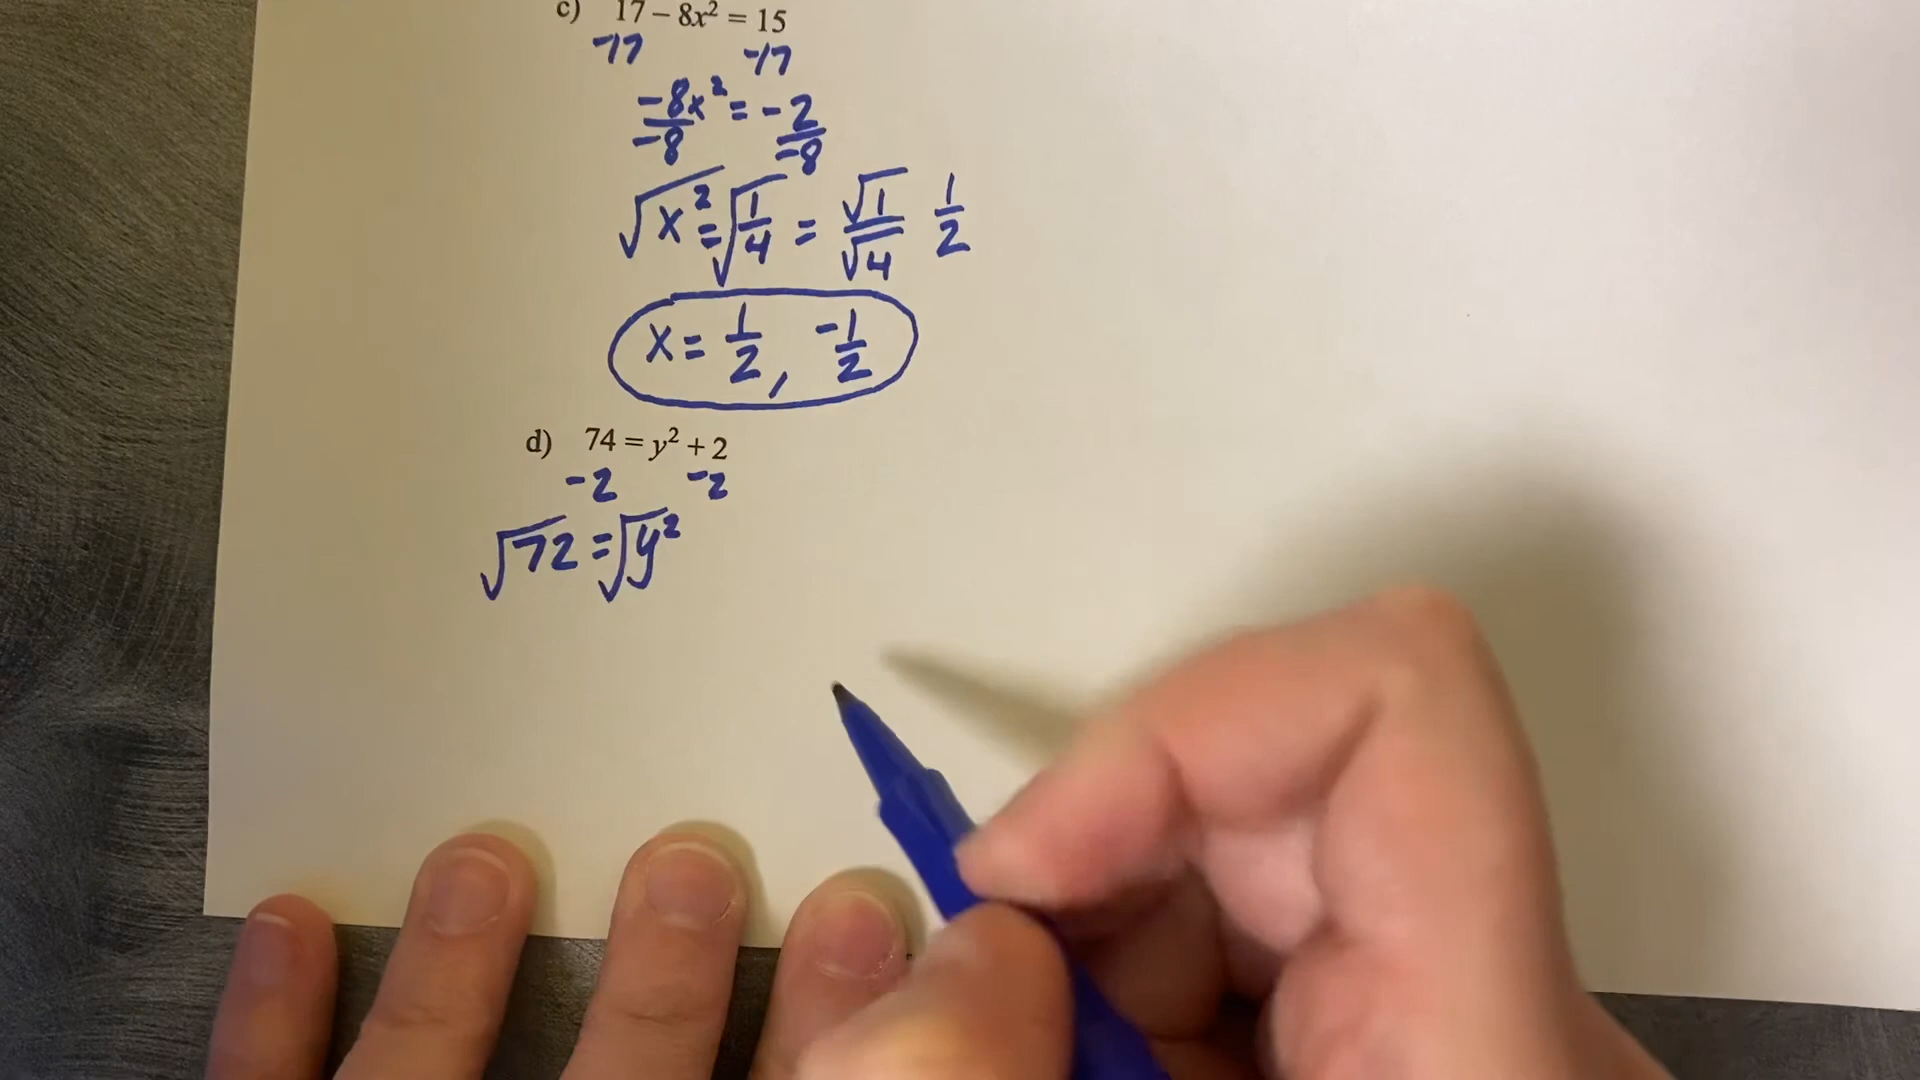 c) 17 – 8x² = 15
-17 -17
-8x² = -2
-8 -8
√x² = √1/4 = √1/√4 1/2
x = 1/2, -1/2
d) 74 = y² + 2
-2 -2
√72 = √y²